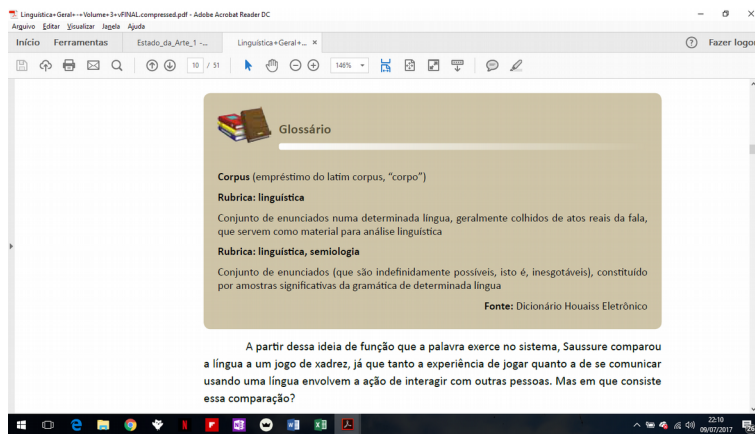 Linguística+Geral+-+Volume+3+vFINAL.compressed.pdf - Adobe Acrobat Reader DC
Arquivo Editar Visualizar Janela Ajuda
Início Ferramentas Estado_da_Arte_1 -... Linguística+Geral+... × Fazer logon
10 / 51 146%
Glossário
Corpus (empréstimo do latim corpus, “corpo”)
Rubrica: linguística
Conjunto de enunciados numa determinada língua, geralmente colhidos de atos reais da fala,
que servem como material para análise linguística
Rubrica: linguística, semiologia
Conjunto de enunciados (que são indefinidamente possíveis, isto é, inesgotáveis), constituído
por amostras significativas da gramática de determinada língua
Fonte: Dicionário Houaiss Eletrônico
A partir dessa ideia de função que a palavra exerce no sistema, Saussure comparou
a língua a um jogo de xadrez, já que tanto a experiência de jogar quanto a de se comunicar
usando uma língua envolvem a ação de interagir com outras pessoas. Mas em que consiste
essa comparação?
22:10
09/07/2017